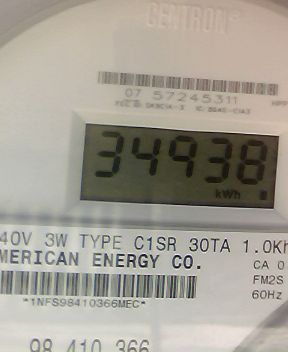 CENTRON®
07 57245311
34938
kWh
40V 3W TYPE C1SR 30TA 1.0Kh
MERICAN ENERGY CO.
CA 0
FM2S
60Hz
*1NFS98410366MEC*
98 410 366